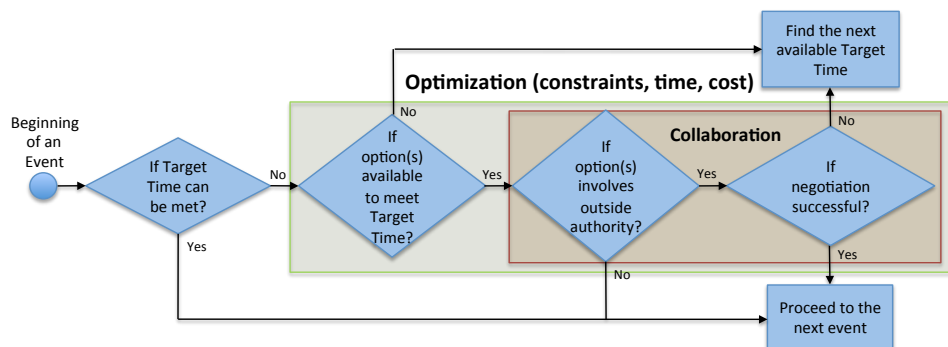 Find the next
available Target
Time
Optimization (constraints, time, cost)
No
No
Beginning
of an
Event
Collaboration
If Target
Time can
be met?
No
If
option(s)
available
to meet
Target
Time?
Yes
If
option(s)
involves
outside
authority?
Yes
If
negotiation
successful?
Yes
Yes
No
Proceed to the
next event